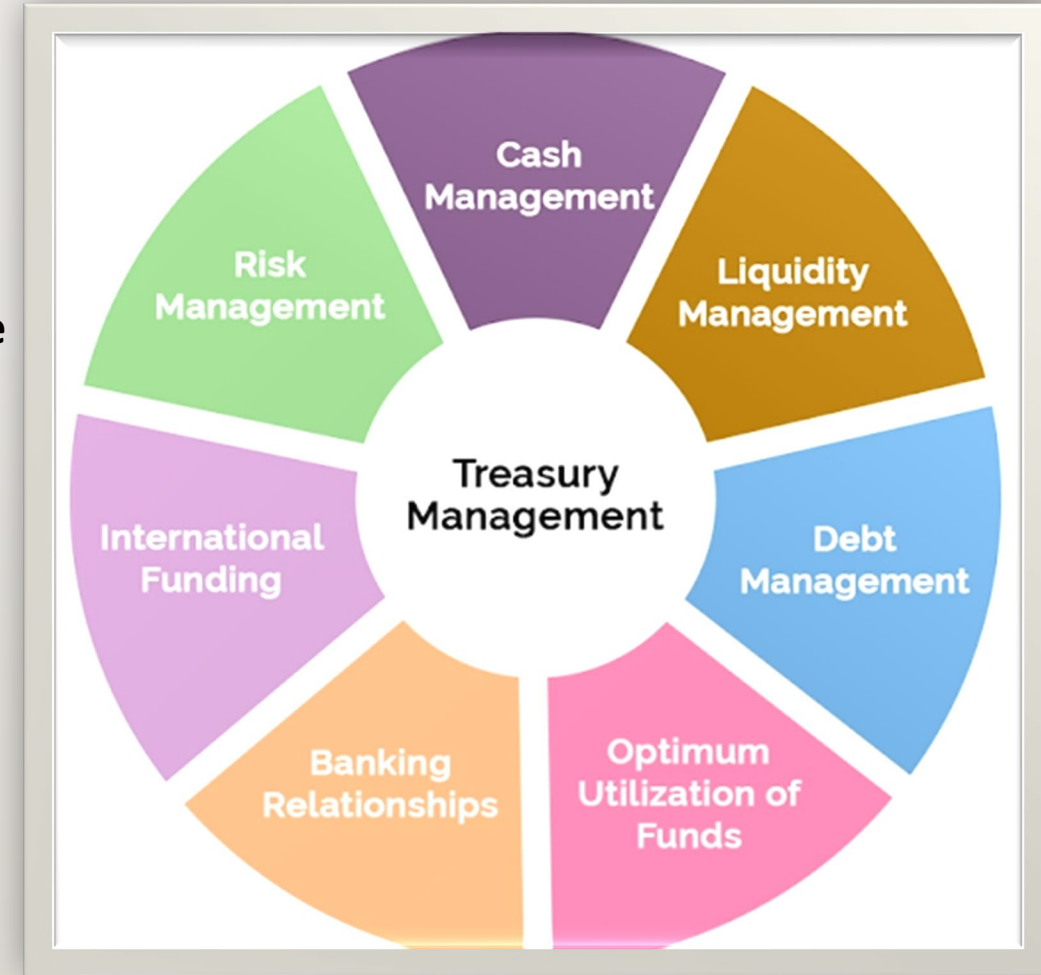 Cash
Management
Liquidity
Management
Debt
Management
Optimum
Utilization of
Funds
Banking
Relationships
International
Funding
Risk
Management
Treasury
Management
e